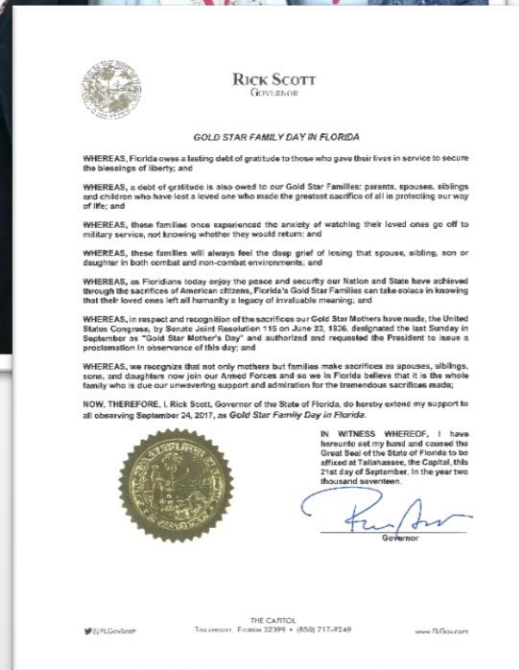 RICK SCOTT
GOVERNOR
GOLD STAR FAMILY DAY IN FLORIDA
WHEREAS, Florida owes a lasting debt of gratitude to those who gave their lives in service to secure
the blessings of liberty; and
WHEREAS, a debt of gratitude is also owed to our Gold Star Families: parents, spouses, siblings
and children who have lost a loved one who made the greatest sacrifice of all in protecting our way
of life; and
WHEREAS, these families once experienced the anxiety of watching their loved ones go off to
military service, not knowing whether they would return; and
WHEREAS, these families will always feel the deep grief of losing that spouse, sibling, son or
daughter in both combat and non-combat environments; and
WHEREAS, as Floridians today enjoy the peace and security our Nation and State have achieved
through the sacrifices of American citizens, Florida's Gold Star Families can take solace in knowing
that their loved ones left all humanity a legacy of invaluable meaning; and
WHEREAS, in respect and recognition of the sacrifices our Gold Star Mothers have made, the United
States Congress, by Senate Joint Resolution 115 on June 23, 1936, designated the last Sunday in
September as "Gold Star Mother's Day" and authorized and requested the President to issue a
proclamation in observance of this day; and
WHEREAS, we recognize that not only mothers but families make sacrifices as spouses, siblings,
sons, and daughters now join our Armed Forces and so we in Florida believe that it is the whole
family who is due our unwavering support and admiration for the tremendous sacrifices made;
NOW, THEREFORE, I, Rick Scott, Governor of the State of Florida, do hereby extend my support to
all observing September 24, 2017, as Gold Star Family Day in Florida.
IN WITNESS WHEREOF, I have
hereunto set my hand and caused the
Great Seal of the State of Florida to be
affixed at Tallahassee, the Capital, this
21st day of September, in the year two
thousand seventeen.
Governor
THE CAPITOL
TALLAHASSEE, FLORIDA 32399 • (850) 717-9249
@FLGovScott
www.FLGov.com